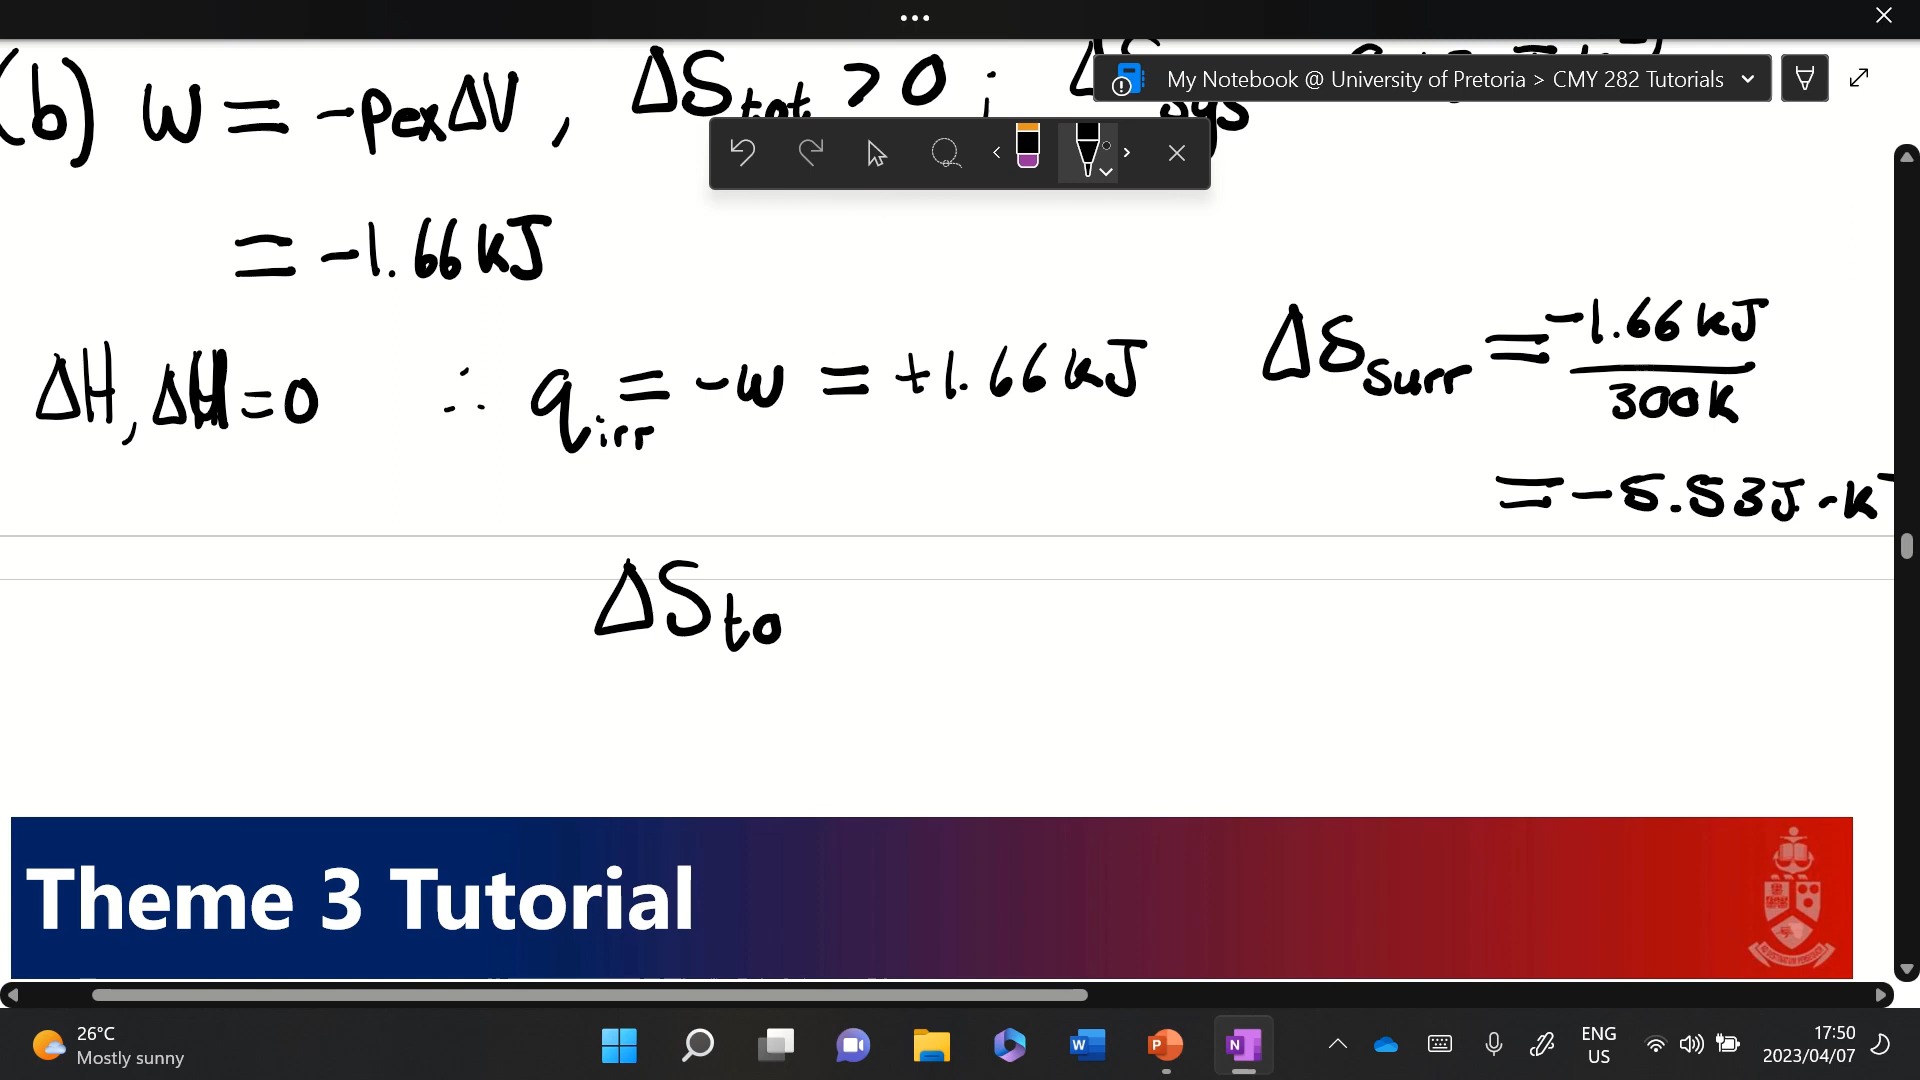 (b) W = -PexΔV, ΔStot > 0 ; Δ
My Notebook @ University of Pretoria > CMY 282 Tutorials
sys
= -1.66 kJ
ΔH, ΔH = 0 ∴ qirr = -w = +1.66 kJ
ΔSsurr = -1.66 kJ
300K
= -5.53 J·K
ΔSto
Theme 3 Tutorial
26°C
Mostly sunny
ENG
US
17:50
2023/04/07